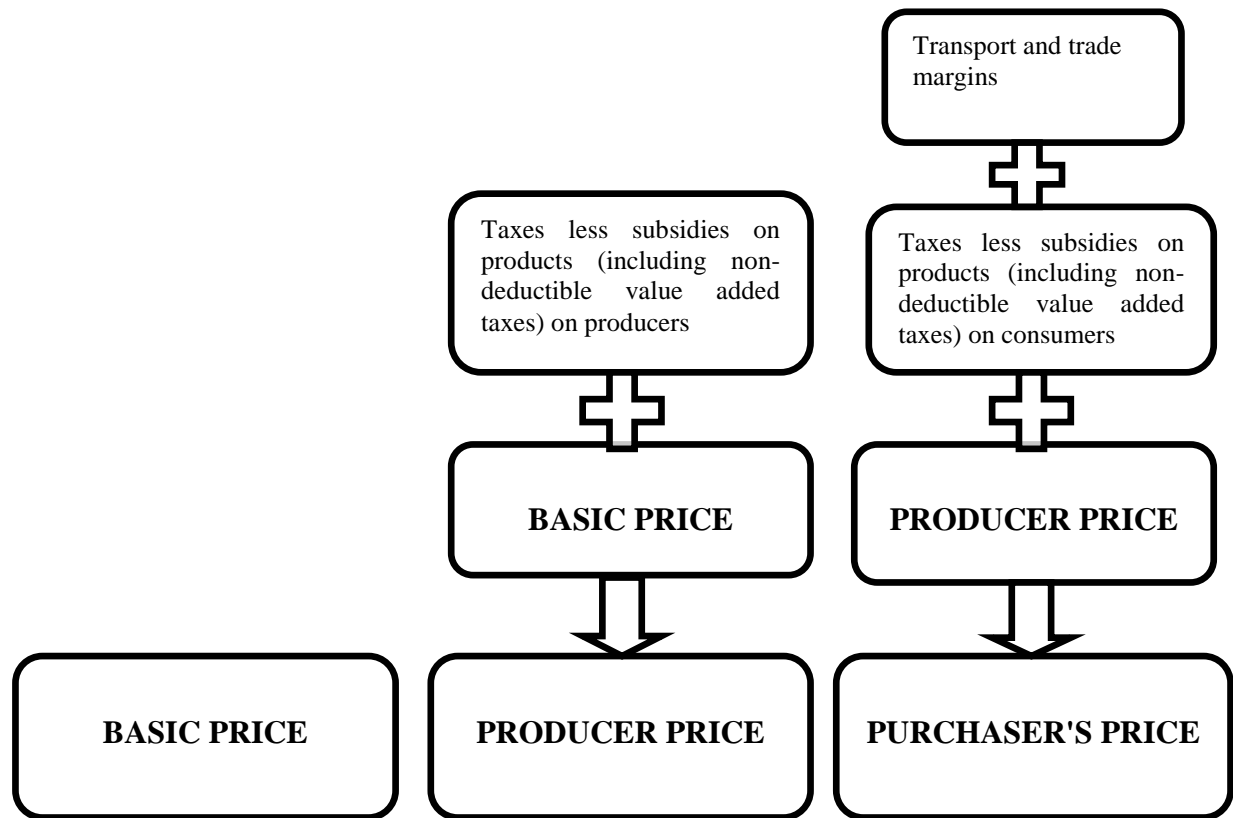 Transport and trade
margins
Taxes less subsidies on
products (including non-
deductible value added
taxes) on producers
Taxes less subsidies on
products (including non-
deductible value added
taxes) on consumers
BASIC PRICE
PRODUCER PRICE
BASIC PRICE
PRODUCER PRICE
PURCHASER'S PRICE